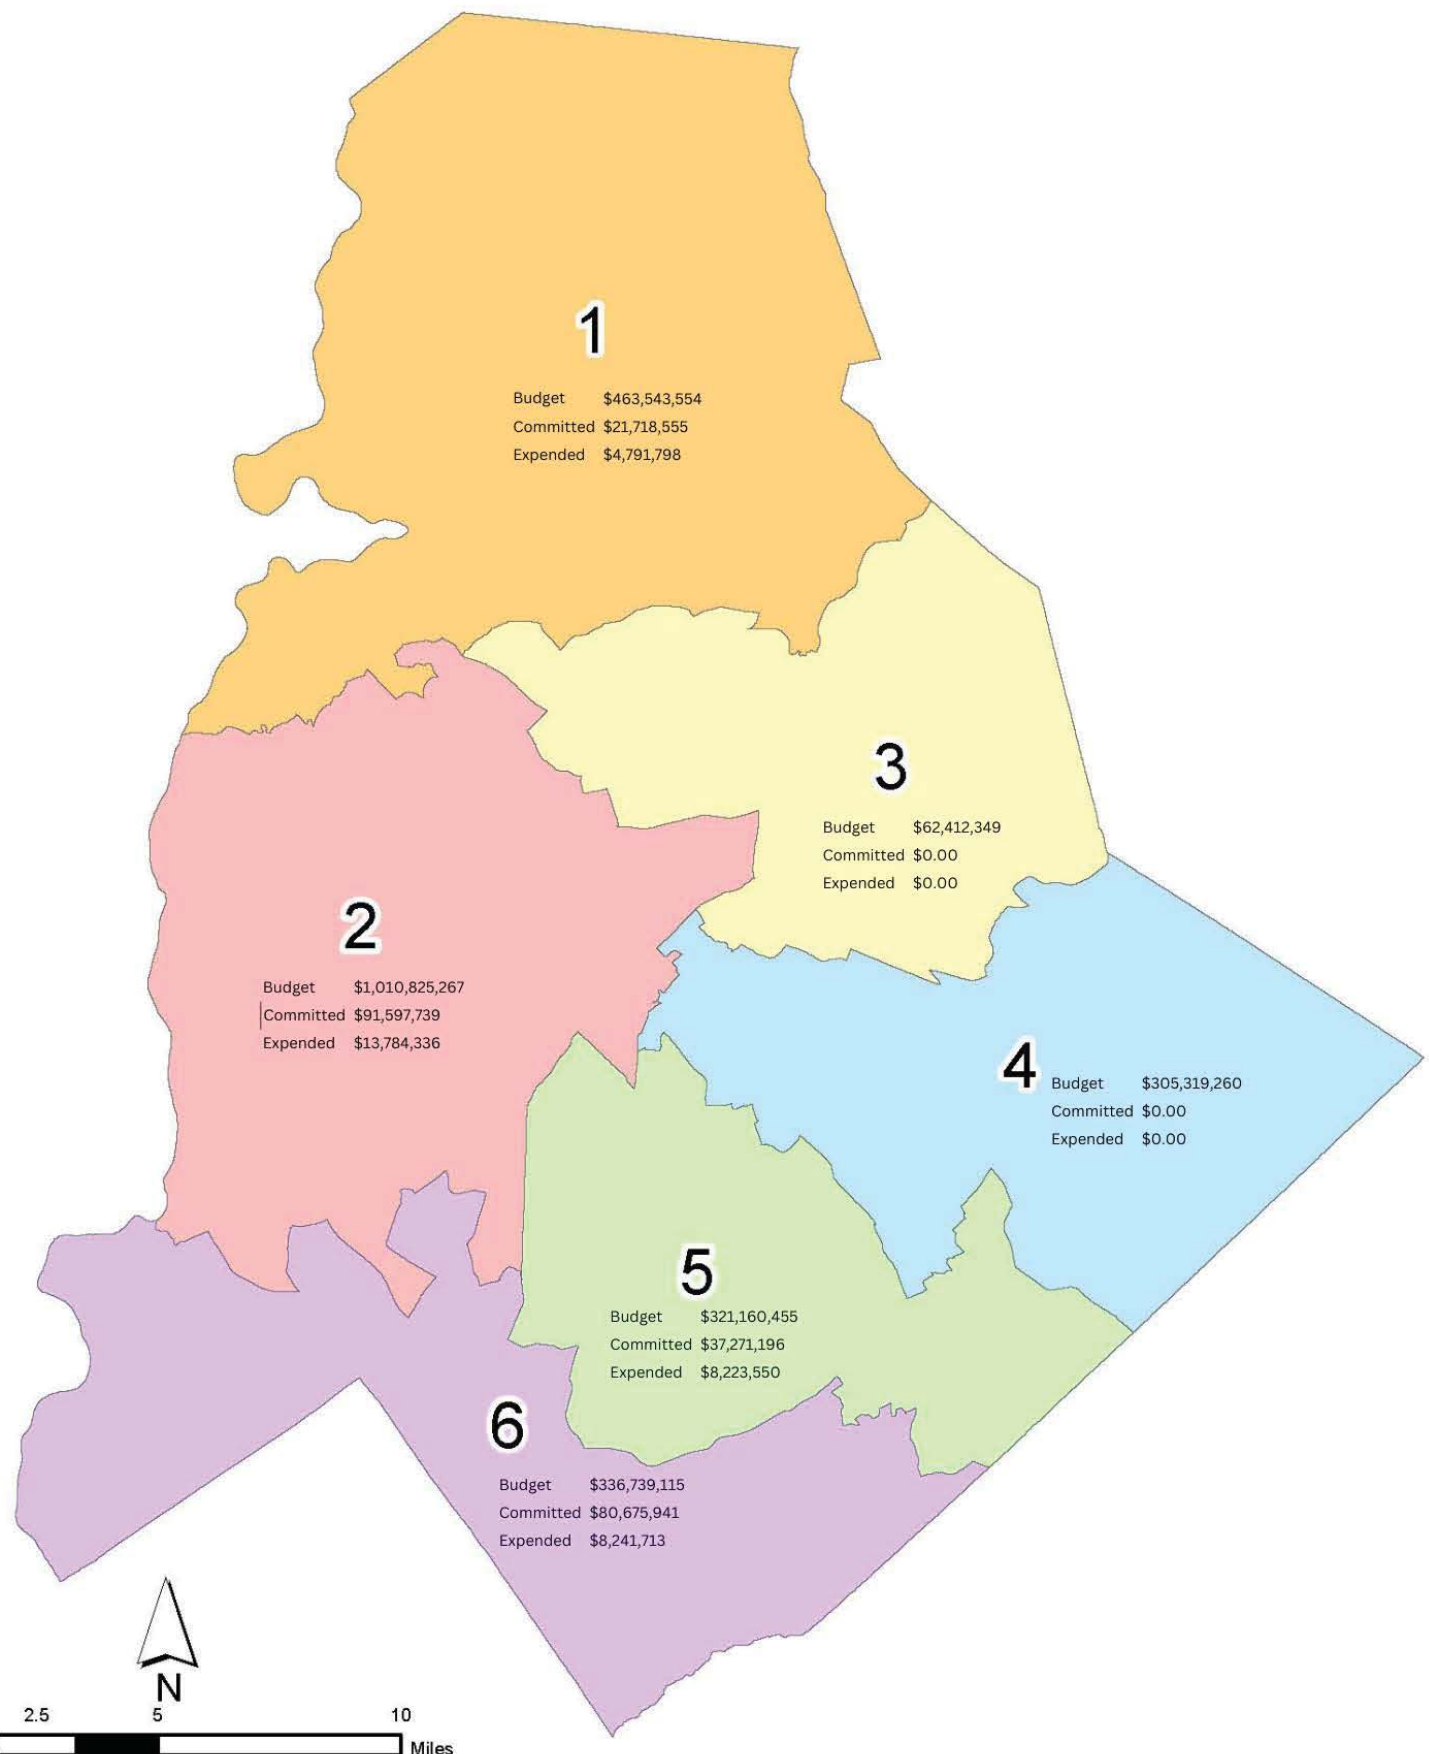 1
Budget $463,543,554
Committed $21,718,555
Expended $4,791,798
3
Budget $62,412,349
Committed $0.00
Expended $0.00
2
Budget $1,010,825,267
Committed $91,597,739
Expended $13,784,336
4
Budget $305,319,260
Committed $0.00
Expended $0.00
5
Budget $321,160,455
Committed $37,271,196
Expended $8,223,550
6
Budget $336,739,115
Committed $80,675,941
Expended $8,241,713
N
2.5 5 10
Miles